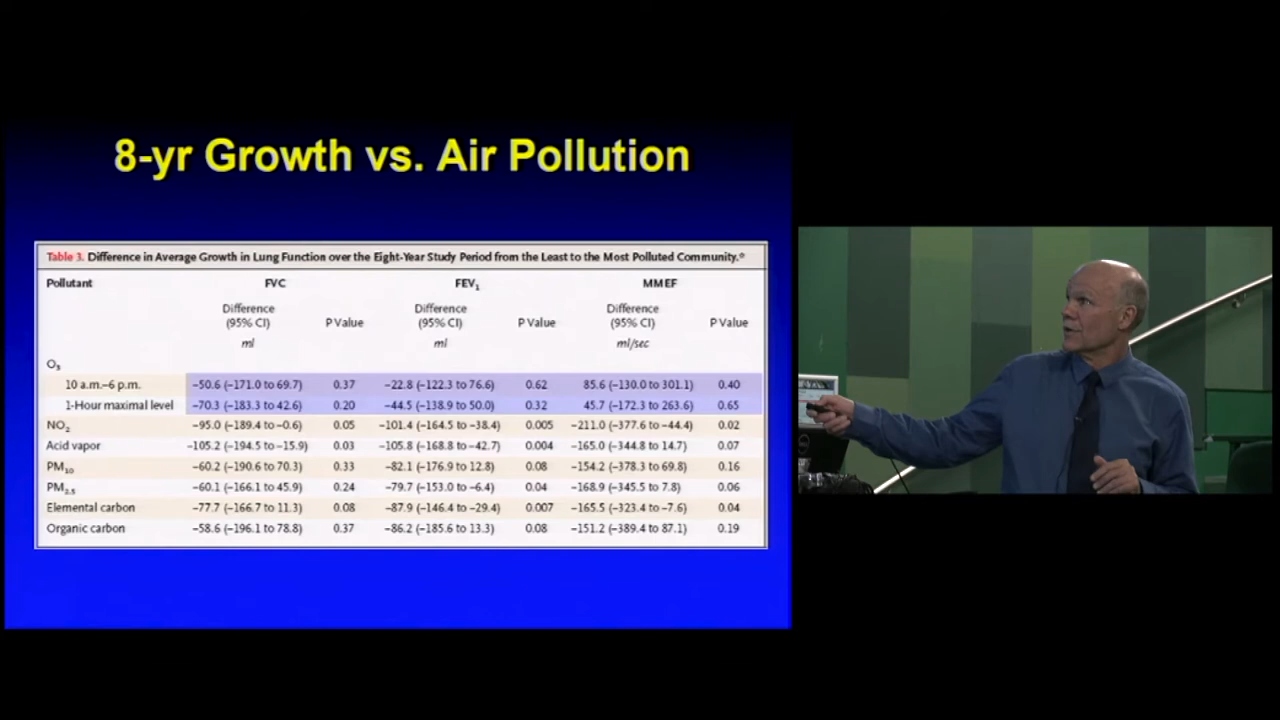 8-yr Growth vs. Air Pollution
Table 3. Difference in Average Growth in Lung Function over the Eight-Year Study Period from the Least to the Most Polluted Community.*
Pollutant FVC FEV₁ MMEF
Difference (95% CI) P Value Difference (95% CI) P Value Difference (95% CI) P Value
ml ml ml/sec
O₃
10 a.m.–6 p.m. −50.6 (−171.0 to 69.7) 0.37 −22.8 (−122.3 to 76.6) 0.62 85.6 (−130.0 to 301.1) 0.40
1-Hour maximal level −70.3 (−183.3 to 42.6) 0.20 −44.5 (−138.9 to 50.0) 0.32 45.7 (−172.3 to 263.6) 0.65
NO₂ −95.0 (−189.4 to −0.6) 0.05 −101.4 (−164.5 to −38.4) 0.005 −211.0 (−377.6 to −44.4) 0.02
Acid vapor −105.2 (−194.5 to −15.9) 0.03 −105.8 (−168.8 to −42.7) 0.004 −165.0 (−344.8 to 14.7) 0.07
PM₁₀ −60.2 (−190.6 to 70.3) 0.33 −82.1 (−176.9 to 12.8) 0.08 −154.2 (−378.3 to 69.8) 0.16
PM₂.₅ −60.1 (−166.1 to 45.9) 0.24 −79.7 (−153.0 to −6.4) 0.04 −168.9 (−345.5 to 7.8) 0.06
Elemental carbon −77.7 (−166.7 to 11.3) 0.08 −87.9 (−146.4 to −29.4) 0.007 −165.5 (−323.4 to −7.6) 0.04
Organic carbon −58.6 (−196.1 to 78.8) 0.37 −86.2 (−185.6 to 13.3) 0.08 −151.2 (−389.4 to 87.1) 0.19